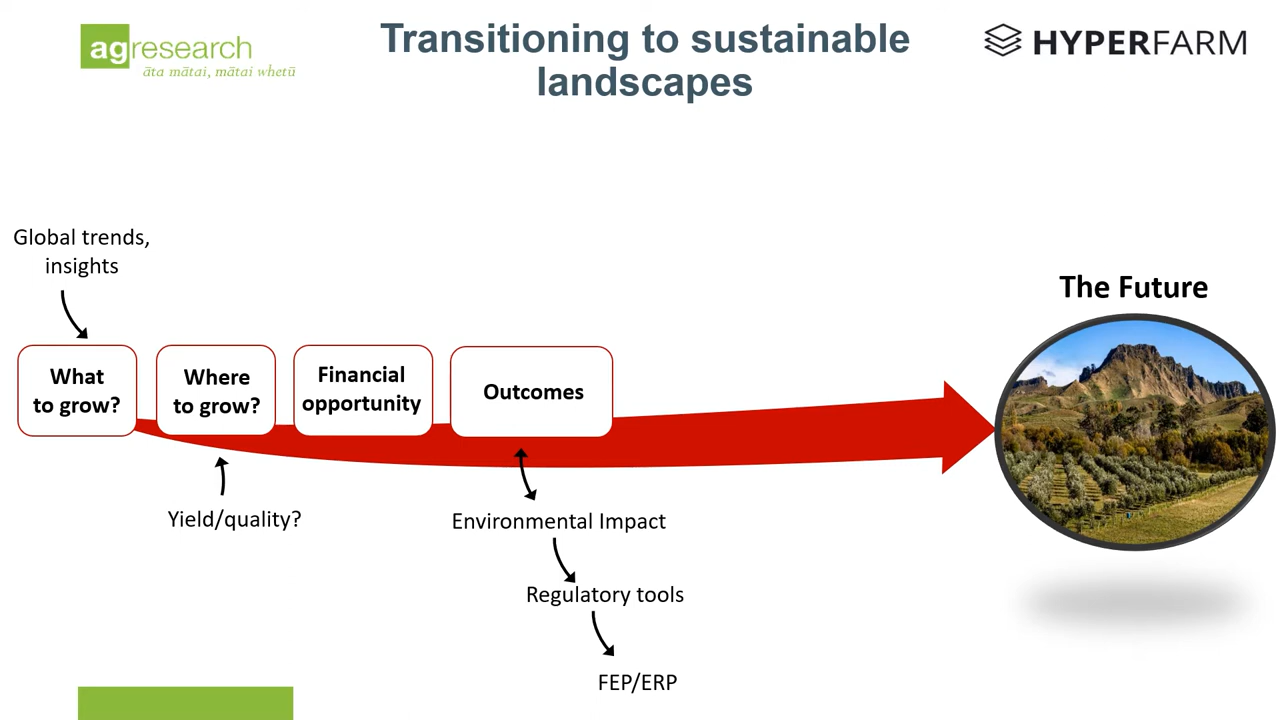 agresearch
āta mātai, mātai whetū
Transitioning to sustainable
landscapes
HYPERFARM
Global trends,
insights
The Future
What
to grow?
Where
to grow?
Financial
opportunity
Outcomes
Yield/quality?
Environmental Impact
Regulatory tools
FEP/ERP